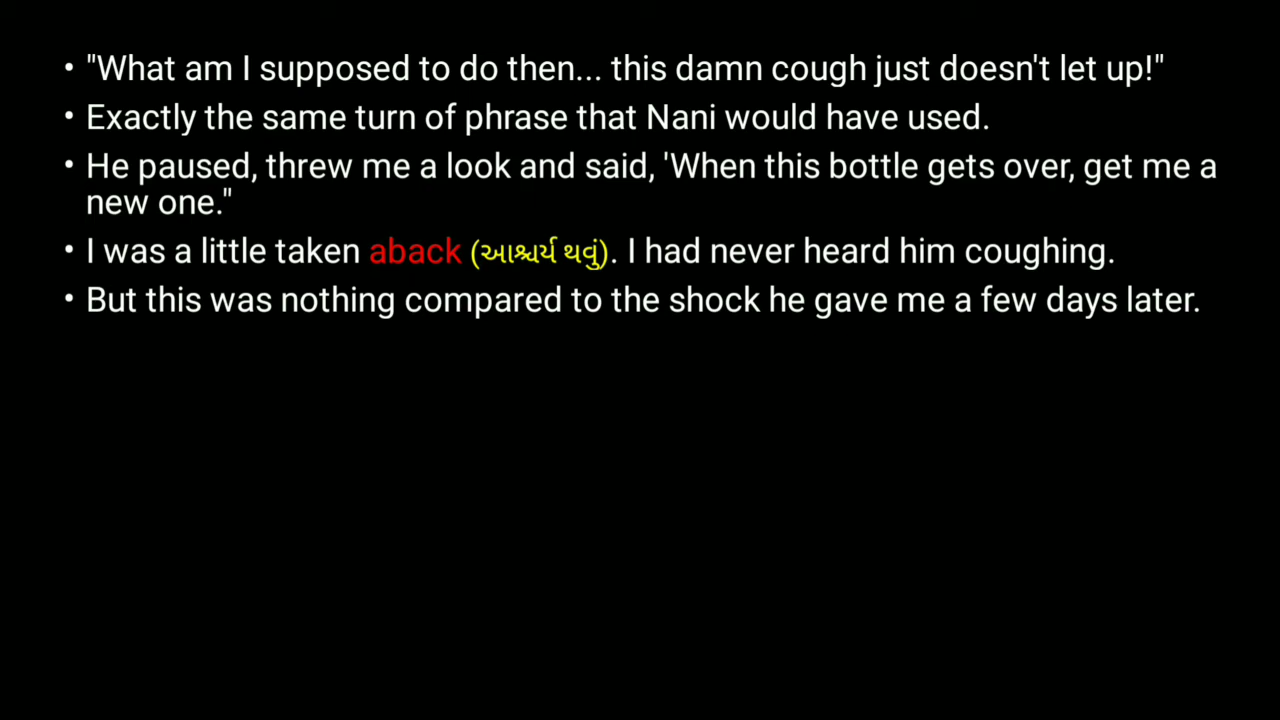 • "What am I supposed to do then... this damn cough just doesn't let up!"
• Exactly the same turn of phrase that Nani would have used.
• He paused, threw me a look and said, 'When this bottle gets over, get me a
new one."
• I was a little taken aback (આશ્ચર્ય થવું). I had never heard him coughing.
• But this was nothing compared to the shock he gave me a few days later.